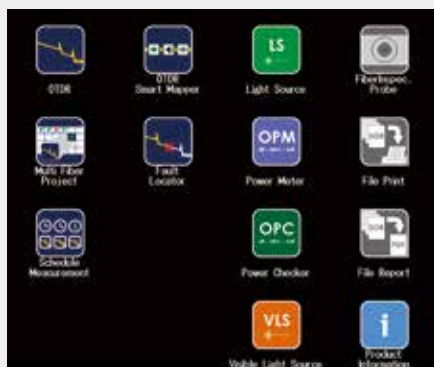 LS
OTDR
OTDR
Smart Mapper
Light Source
FiberInspec.
Probe
OPM
Multi Fiber
Project
Fault
Locator
Power Meter
File Print
OPC
Schedule
Measurement
Power Checker
File Report
VLS
i
Visible Light Source
Product
Information